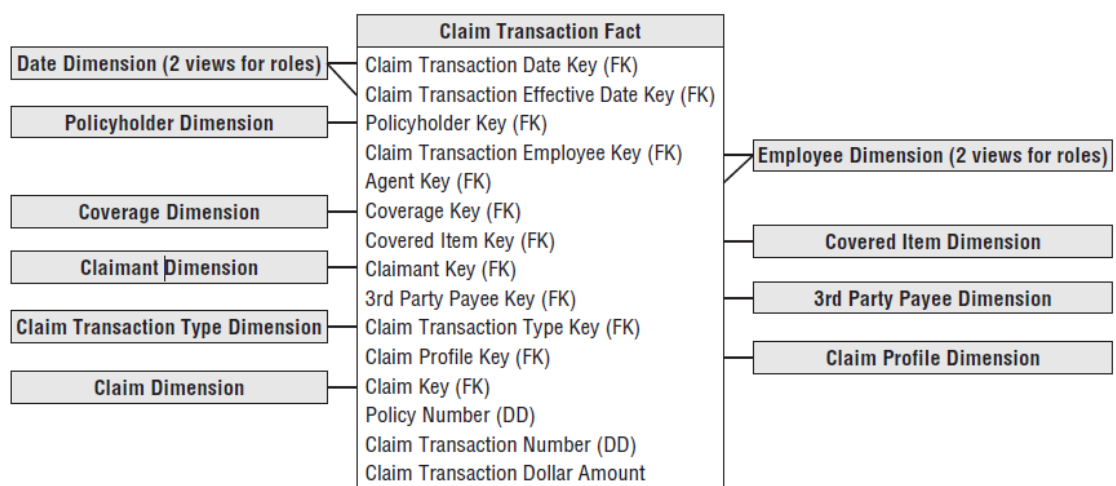 Claim Transaction Fact
Date Dimension (2 views for roles)
Policyholder Dimension
Coverage Dimension
Claimant Dimension
Claim Transaction Type Dimension
Claim Dimension
Claim Transaction Date Key (FK)
Claim Transaction Effective Date Key (FK)
Policyholder Key (FK)
Claim Transaction Employee Key (FK)
Agent Key (FK)
Coverage Key (FK)
Covered Item Key (FK)
Claimant Key (FK)
3rd Party Payee Key (FK)
Claim Transaction Type Key (FK)
Claim Profile Key (FK)
Claim Key (FK)
Policy Number (DD)
Claim Transaction Number (DD)
Claim Transaction Dollar Amount
Employee Dimension (2 views for roles)
Covered Item Dimension
3rd Party Payee Dimension
Claim Profile Dimension